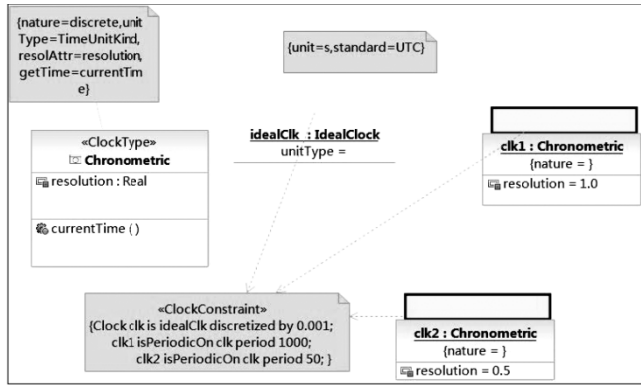 {nature=discrete,unit
Type=TimeUnitKind,
resolAttr=resolution,
getTime=currentTim
e}
{unit=s,standard=UTC}
«ClockType»
Chronometric
resolution : Real
currentTime ()
idealClk : IdealClock
unitType =
clk1 : Chronometric
{nature = }
resolution = 1.0
«ClockConstraint»
{Clock clk is idealClk discretized by 0.001;
clk1 isPeriodicOn clk period 1000;
clk2 isPeriodicOn clk period 50; }
clk2 : Chronometric
{nature = }
resolution = 0.5